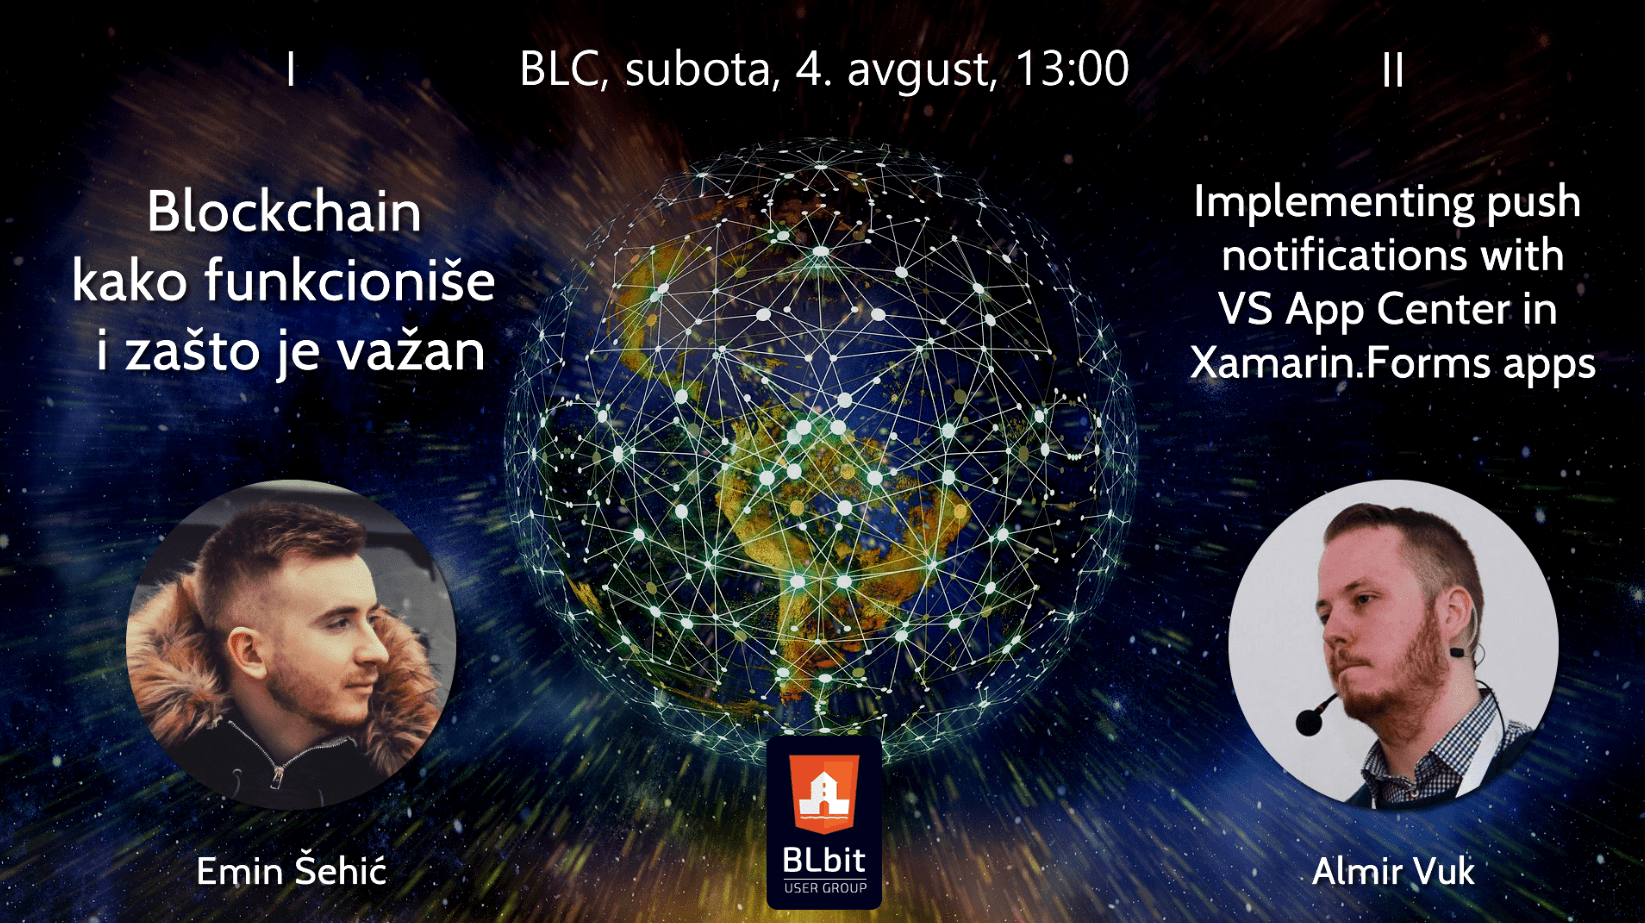 I
BLC, subota, 4. avgust, 13:00
II
Blockchain
kako funkcioniše
i zašto je važan
Implementing push
notifications with
VS App Center in
Xamarin.Forms apps
Emin Šehić
BLbit
USER GROUP
Almir Vuk